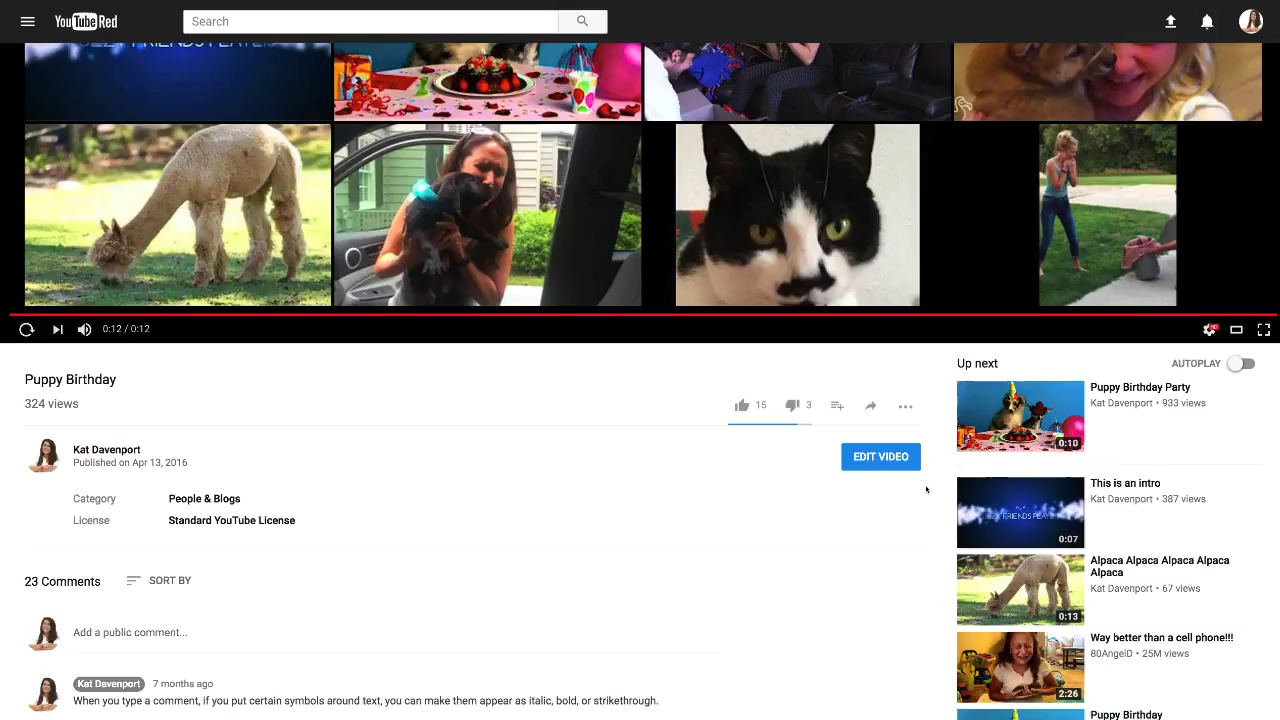 YouTube Red
Search
FRIENDS PLAYE
0:12 / 0:12
HD
Puppy Birthday
324 views
15
3
Kat Davenport
Published on Apr 13, 2016
EDIT VIDEO
Category
People & Blogs
License
Standard YouTube License
23 Comments
SORT BY
Add a public comment...
Kat Davenport
7 months ago
When you type a comment, if you put certain symbols around text, you can make them appear as italic, bold, or strikethrough.
Up next
AUTOPLAY
Puppy Birthday Party
Kat Davenport • 933 views
0:10
This is an intro
Kat Davenport • 387 views
FRIENDS PLAYE
0:07
Alpaca Alpaca Alpaca Alpaca
Alpaca
Kat Davenport • 67 views
0:13
Way better than a cell phone!!!
80AngelD • 25M views
2:26
Puppy Birthday